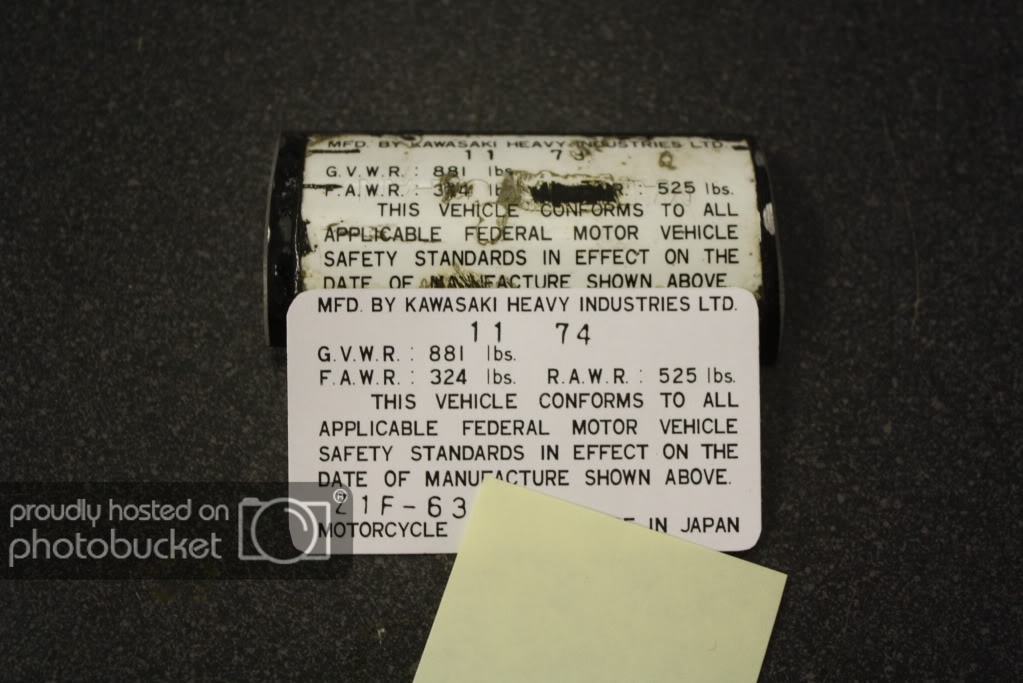 MFD. BY KAWASAKI HEAVY INDUSTRIES LTD.
11 73
G.V.W.R. : 881 lbs.
F.A.W.R. : 324 lbs. R. : 525 lbs.
THIS VEHICLE CONFORMS TO ALL
APPLICABLE FEDERAL MOTOR VEHICLE
SAFETY STANDARDS IN EFFECT ON THE
DATE OF MANUFACTURE SHOWN ABOVE.
MFD. BY KAWASAKI HEAVY INDUSTRIES LTD.
11 74
G.V.W.R. : 881 lbs.
F.A.W.R. : 324 lbs. R.A.W.R. : 525 lbs.
THIS VEHICLE CONFORMS TO ALL
APPLICABLE FEDERAL MOTOR VEHICLE
SAFETY STANDARDS IN EFFECT ON THE
DATE OF MANUFACTURE SHOWN ABOVE.
21F-63
MOTORCYCLE E IN JAPAN
proudly hosted on
photobucket ®